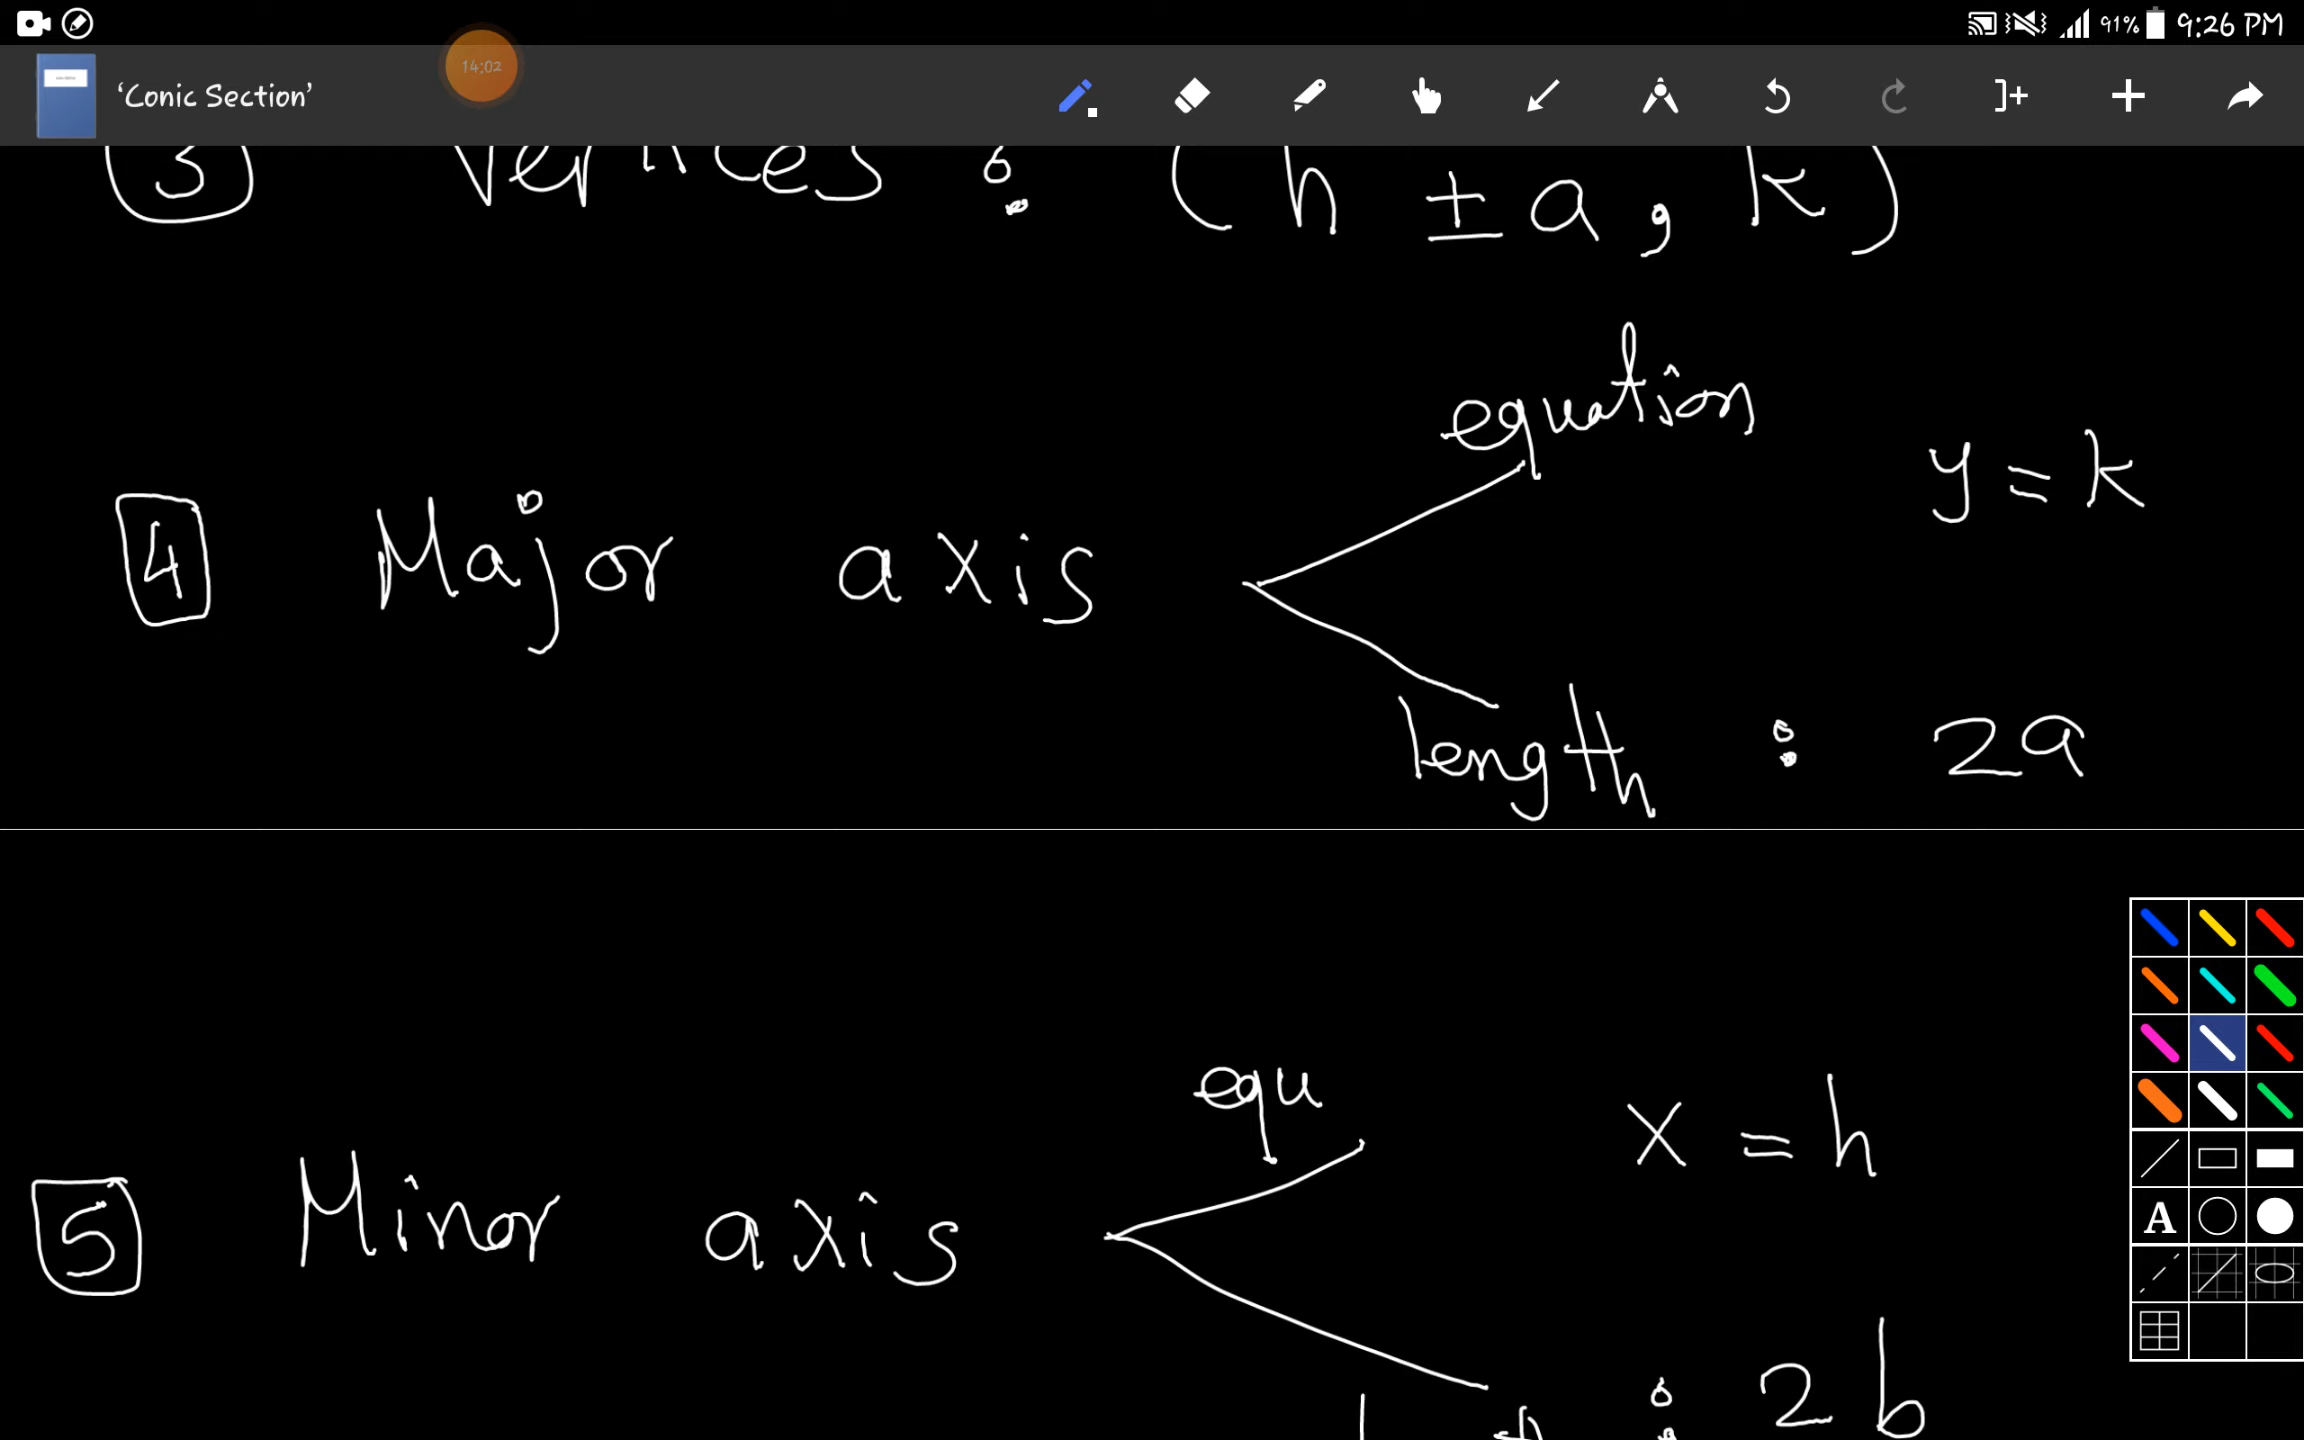 91% 9:26 PM
'Conic Section' 14:02
3 Vertices : (h ± a, k)
equation y = k
4 Major axis
length : 2a
equ x = h
5 Minor axis
: 2b